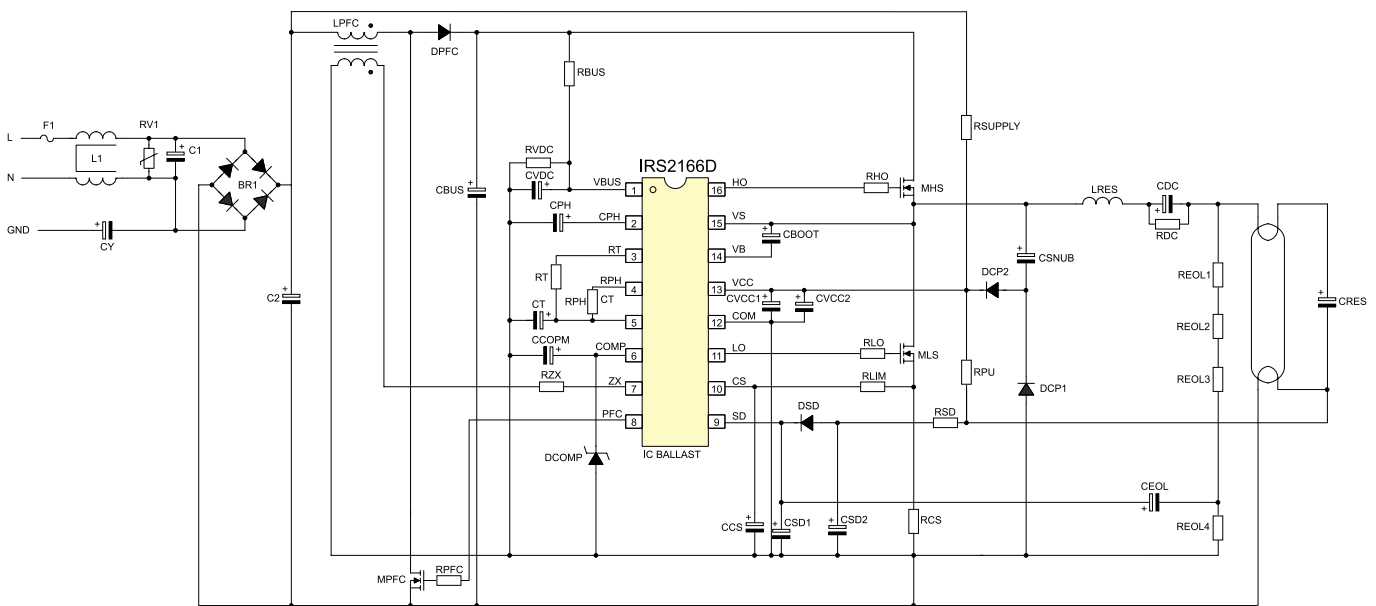 LPFC
DPFC
RBUS
F1
RV1
L
L1
C1
N
BR1
GND
CY
C2
CBUS
RSUPPLY
RVDC
CVDC
VBUS
CPH
CPH
RT
RT
RPH
RPH
CT
CT
CCOPM
COMP
RZX
ZX
PFC
DCOMP
MPFC
RPFC
IRS2166D
1
2
3
4
5
6
7
8
16
15
14
13
12
11
10
9
IC BALLAST
HO
VS
VB
VCC
COM
LO
CS
SD
RHO
MHS
CBOOT
CVCC1
CVCC2
DCP2
CSNUB
LRES
CDC
RDC
REOL1
REOL2
REOL3
CRES
RLO
MLS
RLIM
RPU
DCP1
DSD
RSD
CEOL
REOL4
CCS
CSD1
CSD2
RCS